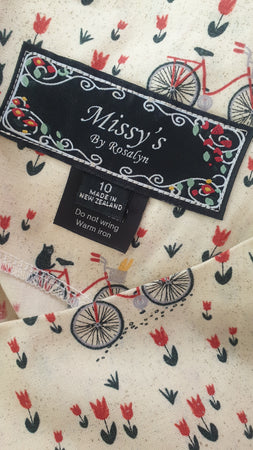 Missy's
By Rosalyn
10
MADE IN
NEW ZEALAND
Do not wring
Warm iron